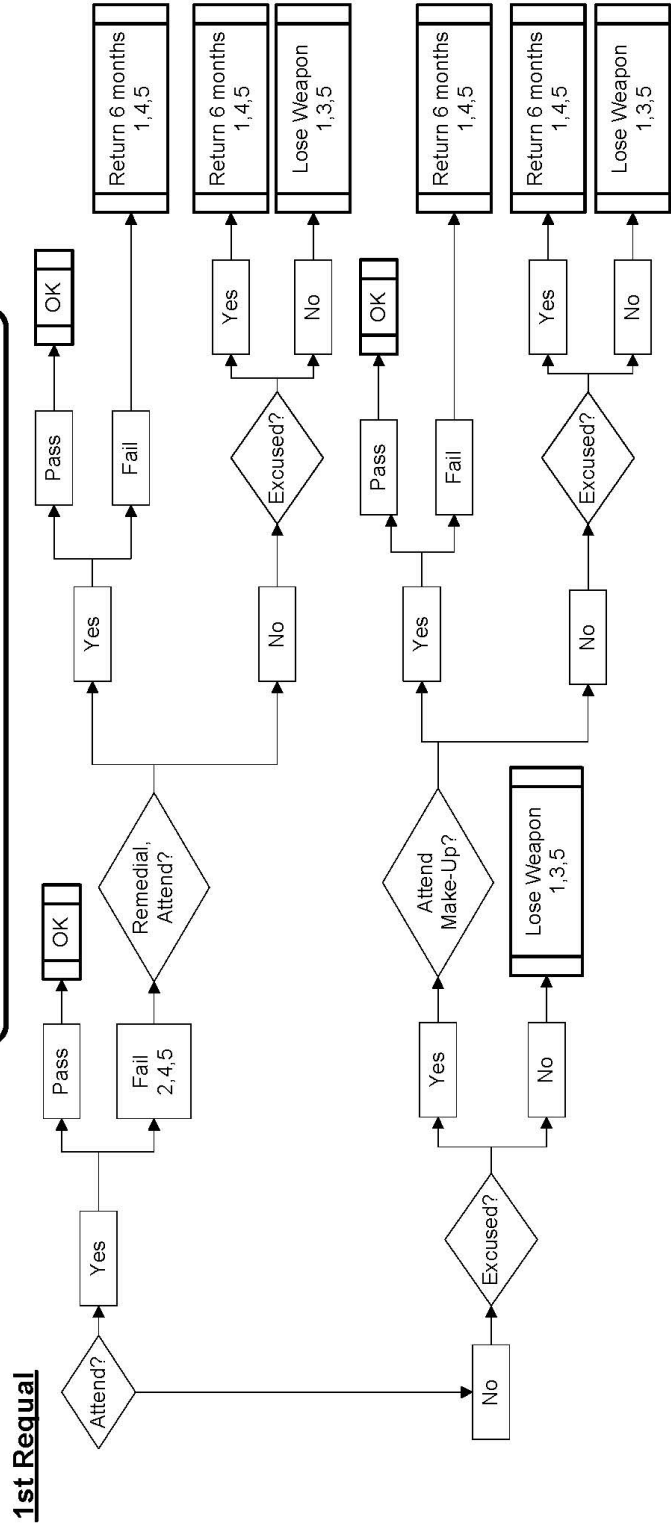 1st Requal
Attend?
Yes
Pass
OK
Fail
2,4,5
Remedial,
Attend?
Yes
Pass
OK
Fail
Return 6 months
1,4,5
No
Excused?
Yes
Return 6 months
1,4,5
No
Lose Weapon
1,3,5
No
Excused?
Yes
Attend
Make-Up?
Yes
Pass
OK
Fail
Return 6 months
1,4,5
No
Excused?
Yes
Return 6 months
1,4,5
No
Lose Weapon
1,3,5
No
Lose Weapon
1,3,5